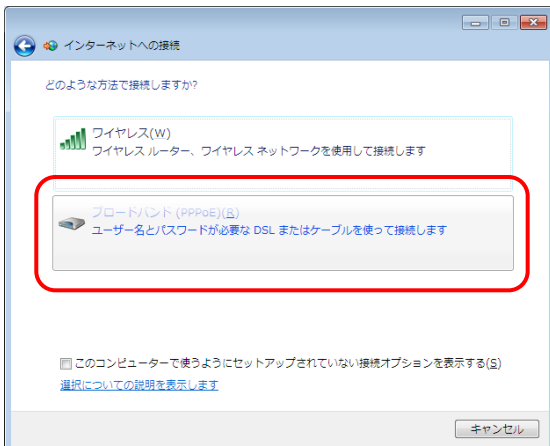 インターネットへの接続
どのような方法で接続しますか?
ワイヤレス(W)
ワイヤレス ルーター、ワイヤレス ネットワークを使用して接続します
ブロードバンド (PPPoE)(R)
ユーザー名とパスワードが必要な DSL またはケーブルを使って接続します
このコンピューターで使うようにセットアップされていない接続オプションを表示する(S)
選択についての説明を表示します
キャンセル